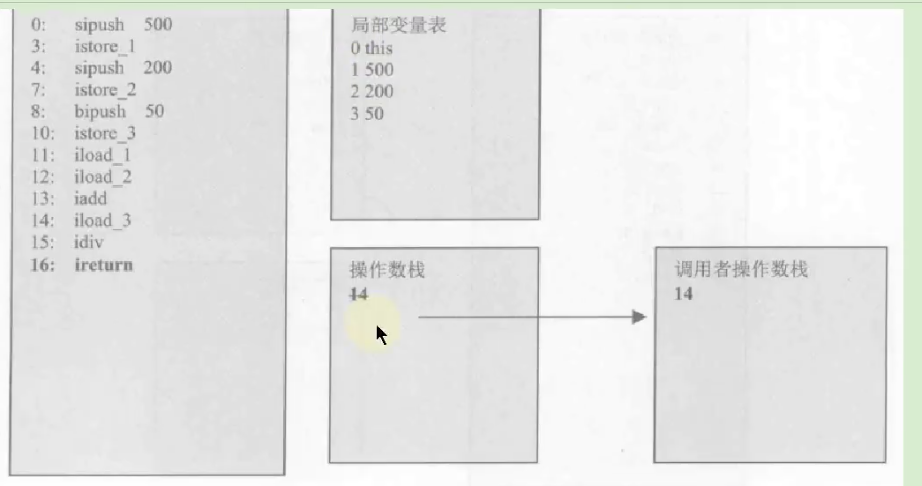 0: sipush 500
3: istore_1
4: sipush 200
7: istore_2
8: bipush 50
10: istore_3
11: iload_1
12: iload_2
13: iadd
14: iload_3
15: idiv
16: ireturn
局部变量表
0 this
1 500
2 200
3 50
操作数栈
14
调用者操作数栈
14